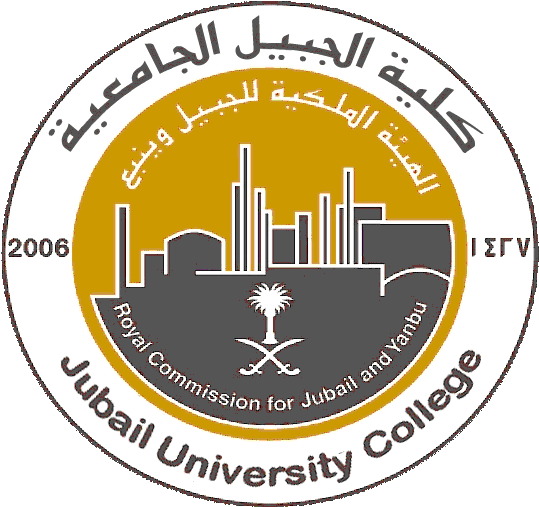 كلية الجبيل الجامعية
الهيئة الملكية للجبيل وينبع
2006
١٤٢٧
Royal Commission for Jubail and Yanbu
Jubail University College